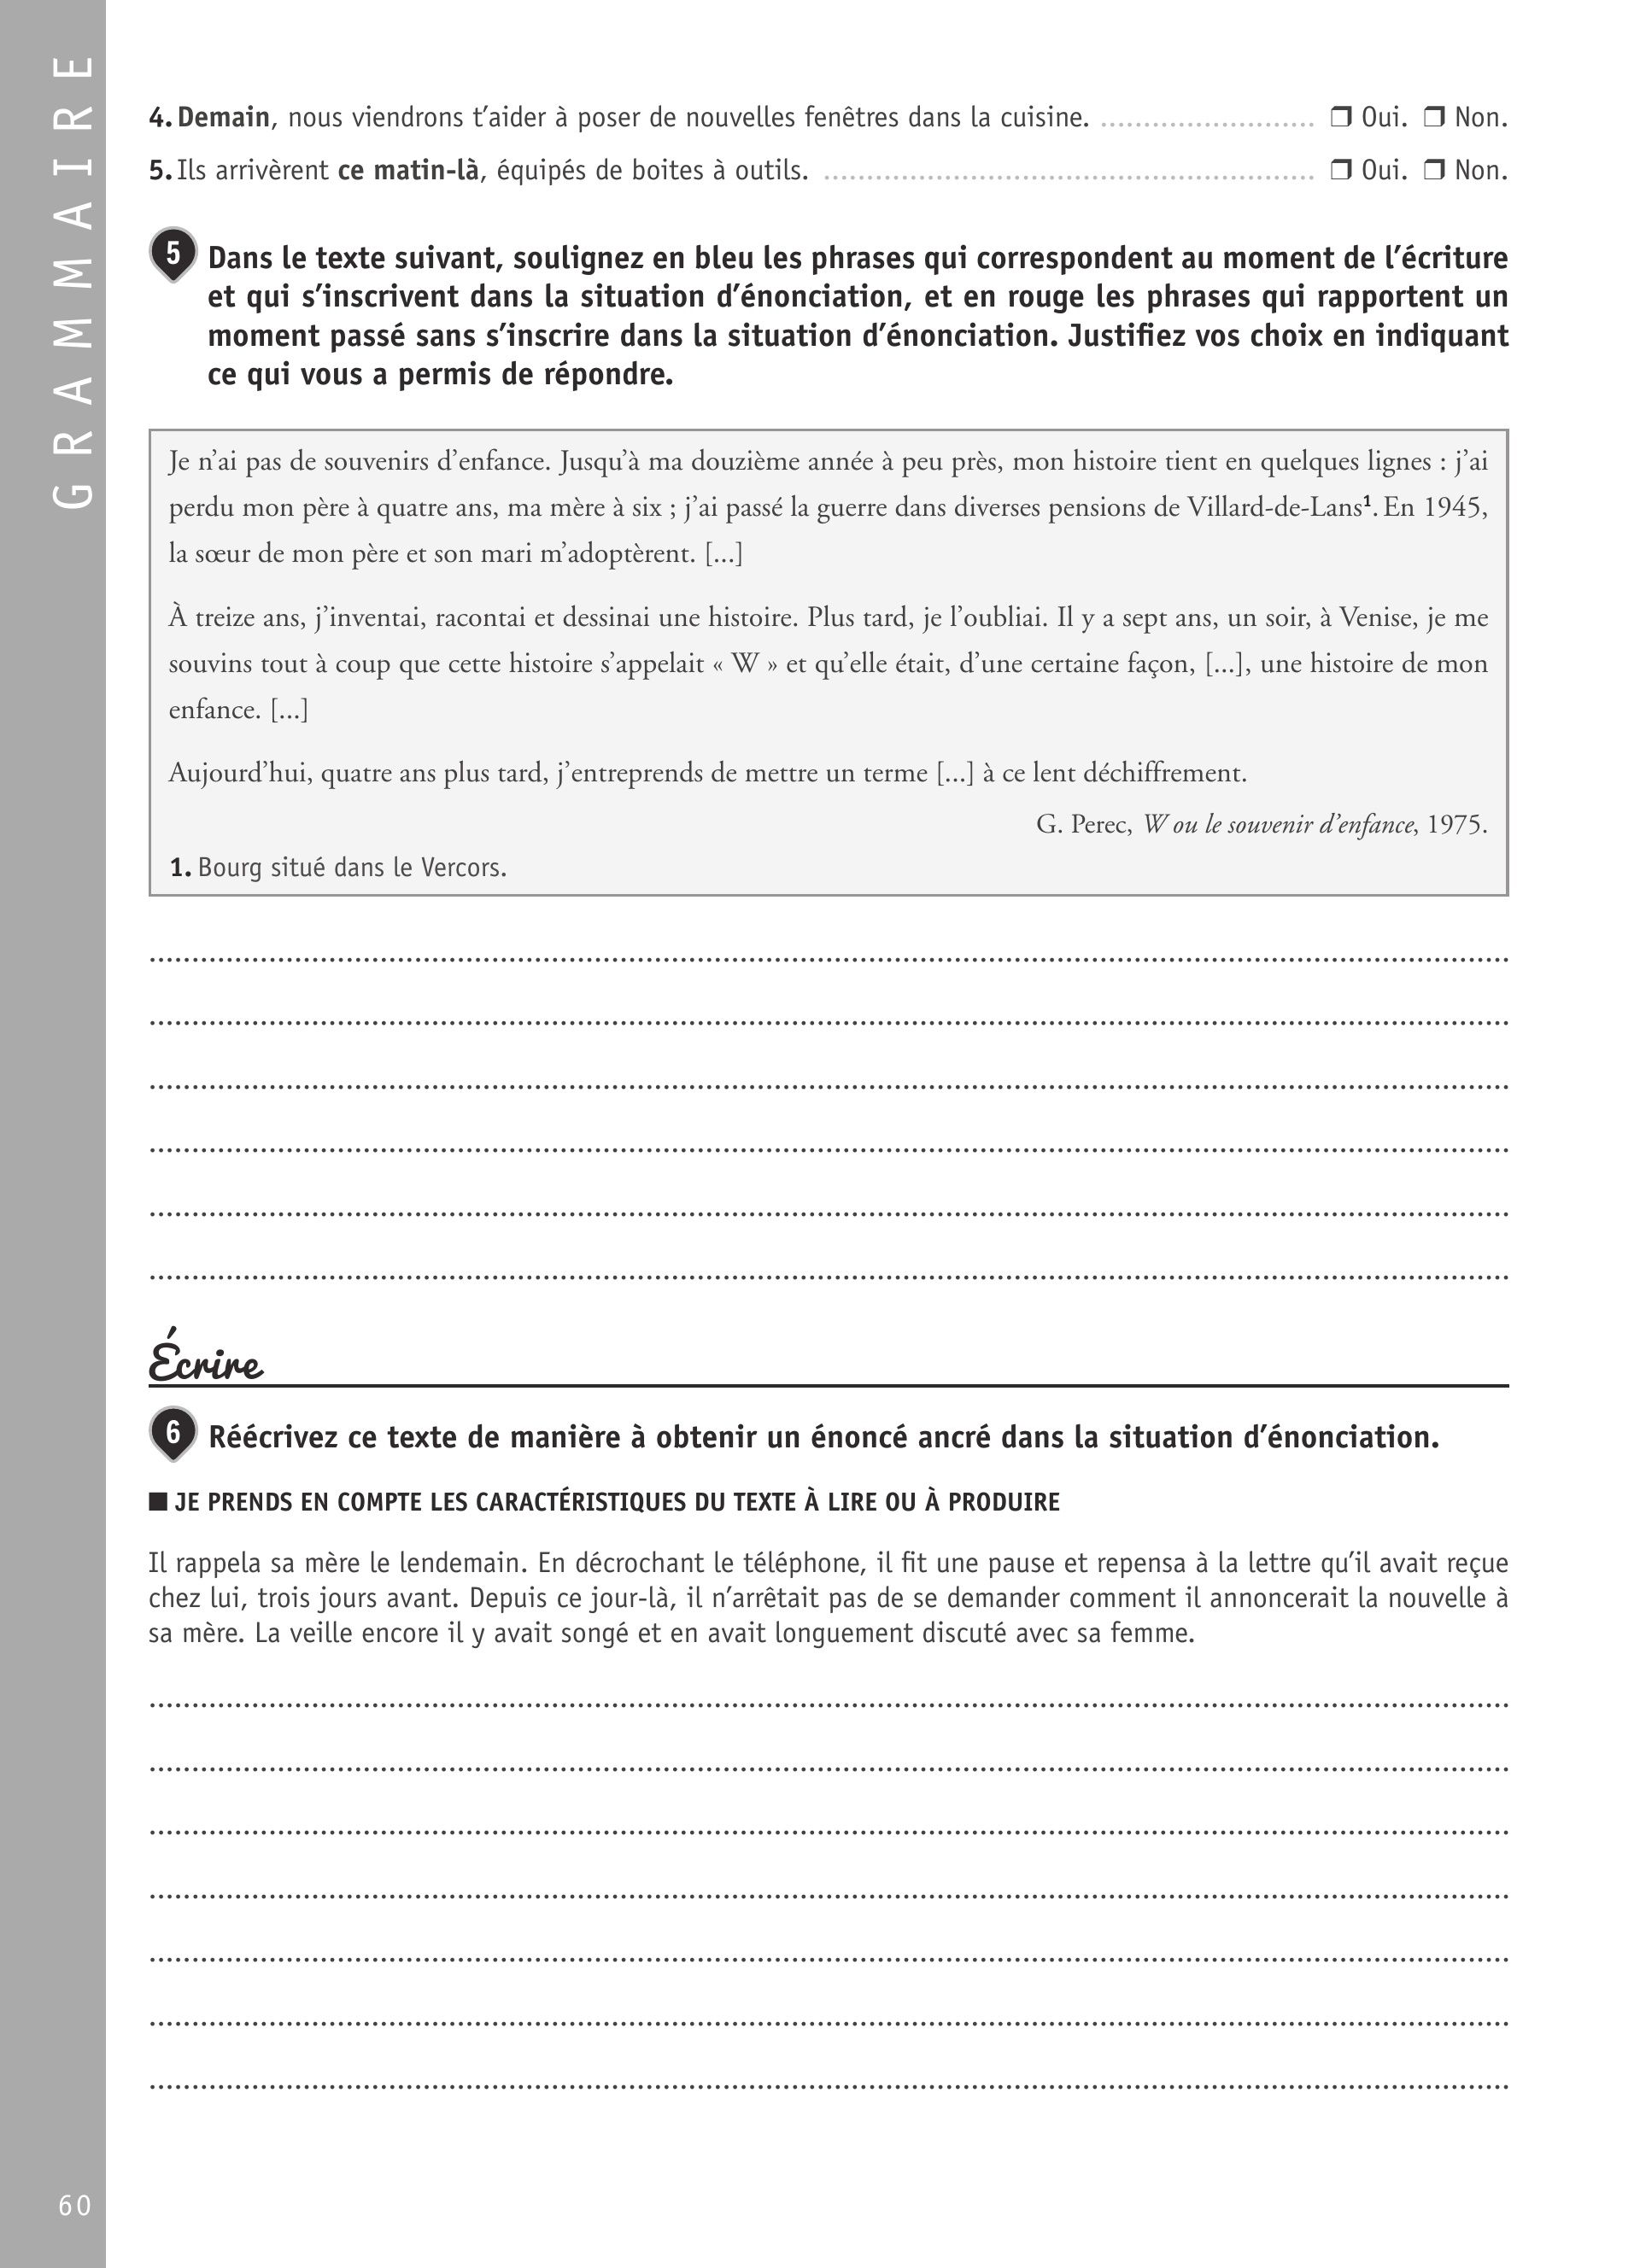 GRAMMAIRE
4. Demain, nous viendrons t’aider à poser de nouvelles fenêtres dans la cuisine. ......................... ❒ Oui. ❒ Non.
5. Ils arrivèrent ce matin-là, équipés de boites à outils. ......................................................... ❒ Oui. ❒ Non.
5 Dans le texte suivant, soulignez en bleu les phrases qui correspondent au moment de l’écriture
et qui s’inscrivent dans la situation d’énonciation, et en rouge les phrases qui rapportent un
moment passé sans s’inscrire dans la situation d’énonciation. Justifiez vos choix en indiquant
ce qui vous a permis de répondre.
Je n’ai pas de souvenirs d’enfance. Jusqu’à ma douzième année à peu près, mon histoire tient en quelques lignes : j’ai
perdu mon père à quatre ans, ma mère à six ; j’ai passé la guerre dans diverses pensions de Villard-de-Lans¹. En 1945,
la sœur de mon père et son mari m’adoptèrent. [...]
À treize ans, j’inventai, racontai et dessinai une histoire. Plus tard, je l’oubliai. Il y a sept ans, un soir, à Venise, je me
souvins tout à coup que cette histoire s’appelait « W » et qu’elle était, d’une certaine façon, [...], une histoire de mon
enfance. [...]
Aujourd’hui, quatre ans plus tard, j’entreprends de mettre un terme [...] à ce lent déchiffrement.
G. Perec, W ou le souvenir d’enfance, 1975.
1. Bourg situé dans le Vercors.
Écrire
6 Réécrivez ce texte de manière à obtenir un énoncé ancré dans la situation d’énonciation.
■ JE PRENDS EN COMPTE LES CARACTÉRISTIQUES DU TEXTE À LIRE OU À PRODUIRE
Il rappela sa mère le lendemain. En décrochant le téléphone, il fit une pause et repensa à la lettre qu’il avait reçue
chez lui, trois jours avant. Depuis ce jour-là, il n’arrêtait pas de se demander comment il annoncerait la nouvelle à
sa mère. La veille encore il y avait songé et en avait longuement discuté avec sa femme.
60